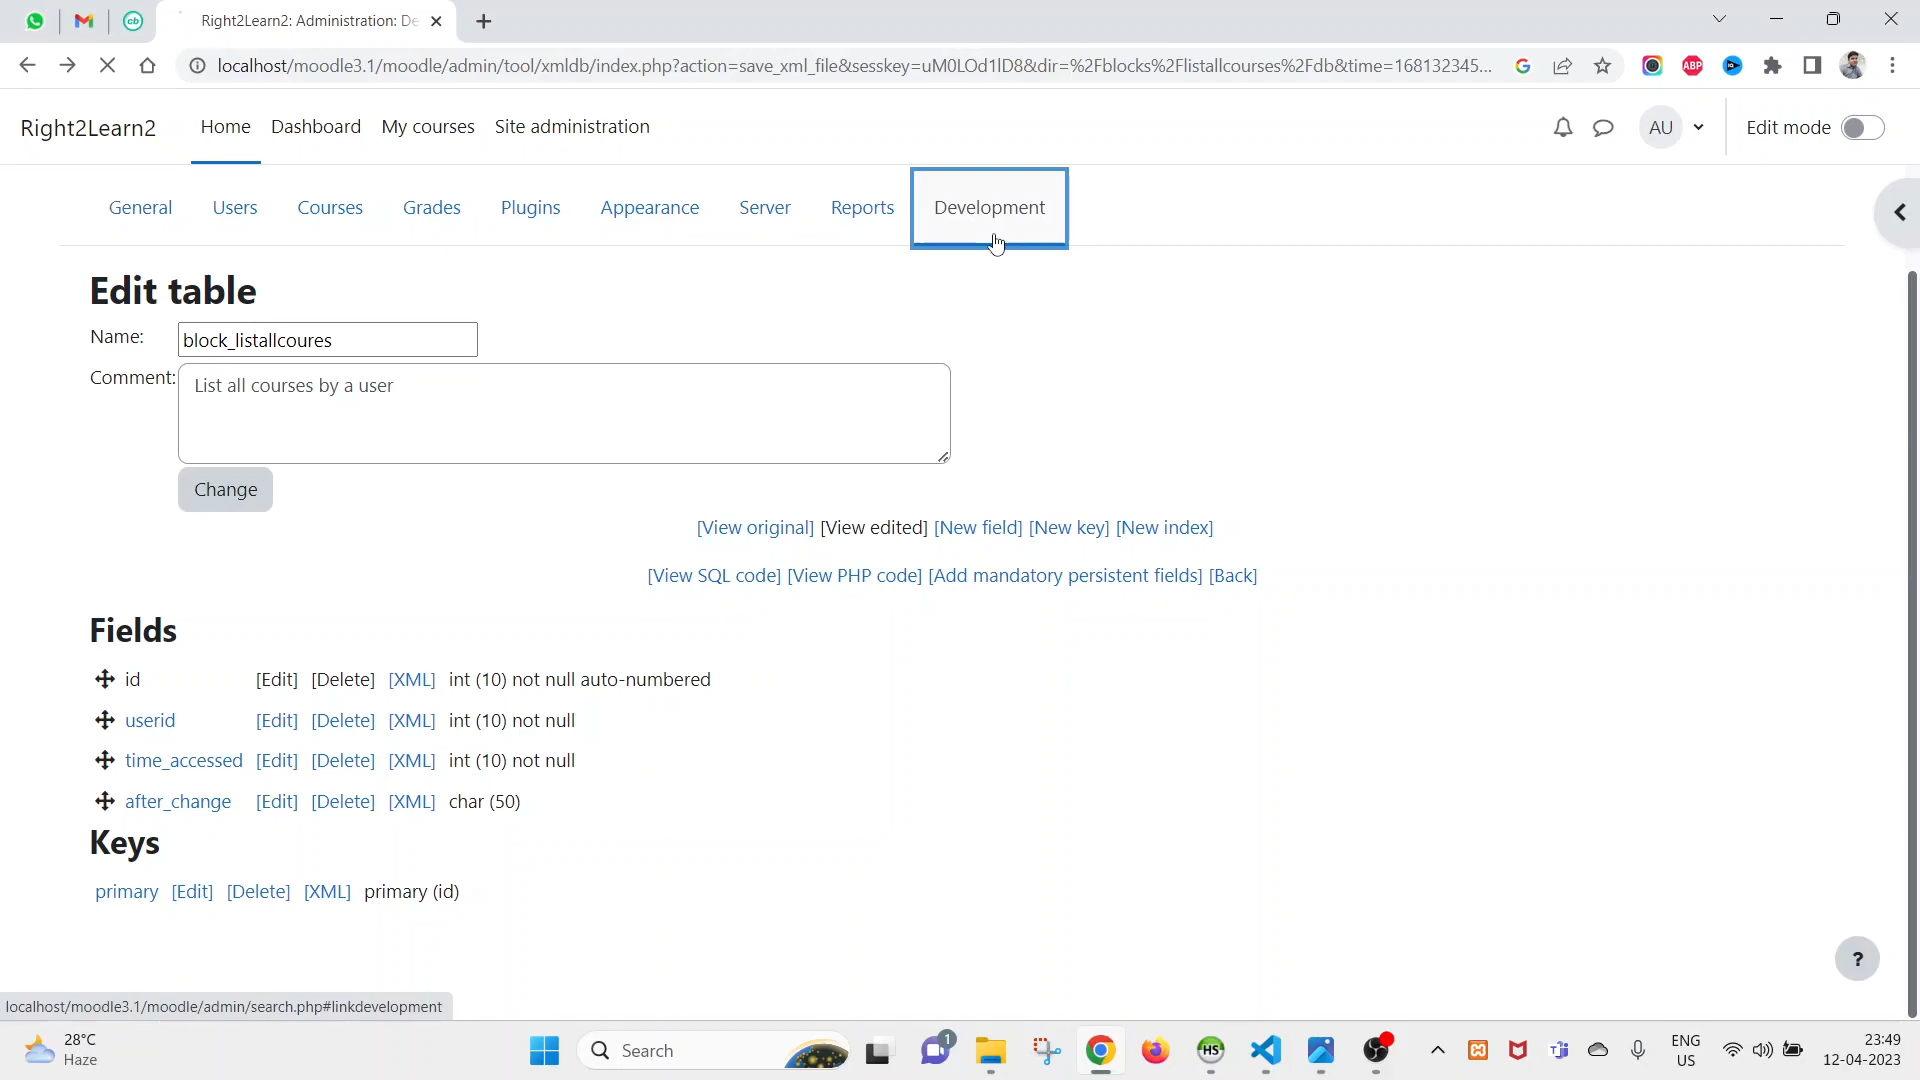 Right2Learn2: Administration: De
localhost/moodle3.1/moodle/admin/tool/xmldb/index.php?action=save_xml_file&sesskey=uM0LOd1lD8&dir=%2Fblocks%2Flistallcourses%2Fdb&time=168132345...
ABP
Right2Learn2 Home Dashboard My courses Site administration AU Edit mode
General Users Courses Grades Plugins Appearance Server Reports Development
Edit table
Name: block_listallcoures
Comment: List all courses by a user
Change
[View original] [View edited] [New field] [New key] [New index]
[View SQL code] [View PHP code] [Add mandatory persistent fields] [Back]
Fields
id [Edit] [Delete] [XML] int (10) not null auto-numbered
userid [Edit] [Delete] [XML] int (10) not null
time_accessed [Edit] [Delete] [XML] int (10) not null
after_change [Edit] [Delete] [XML] char (50)
Keys
primary [Edit] [Delete] [XML] primary (id)
?
localhost/moodle3.1/moodle/admin/search.php#linkdevelopment
28°C
Haze
Search
1
HS
ENG
US
23:49
12-04-2023